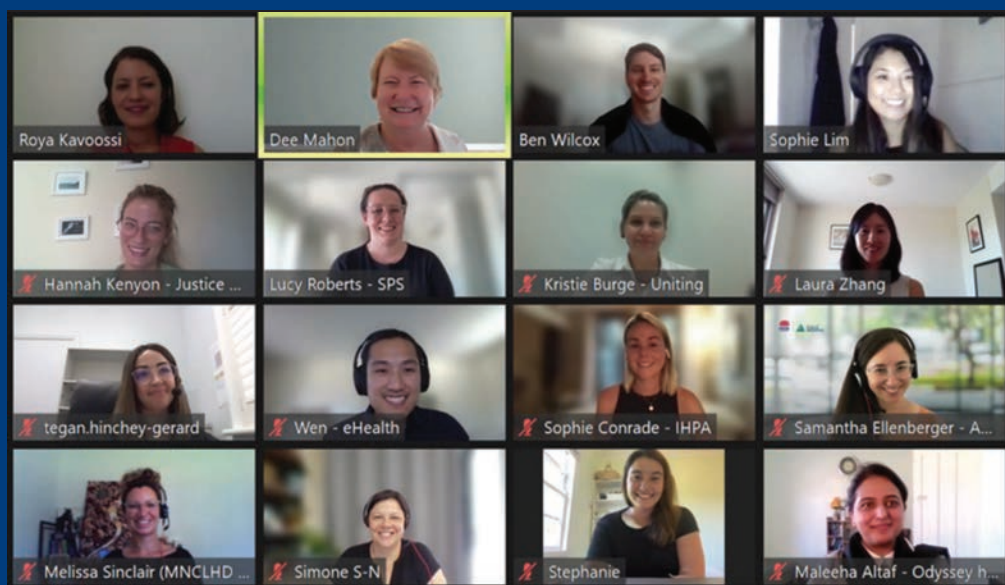 Roya Kavoossi
Dee Mahon
Ben Wilcox
Sophie Lim
Hannah Kenyon - Justice ...
Lucy Roberts - SPS
Kristie Burge - Uniting
Laura Zhang
tegan.hinchey-gerard
Wen - eHealth
Sophie Conrade - IHPA
Samantha Ellenberger - A...
Melissa Sinclair (MNCLHD ...
Simone S-N
Stephanie
Maleeha Altaf - Odyssey h...